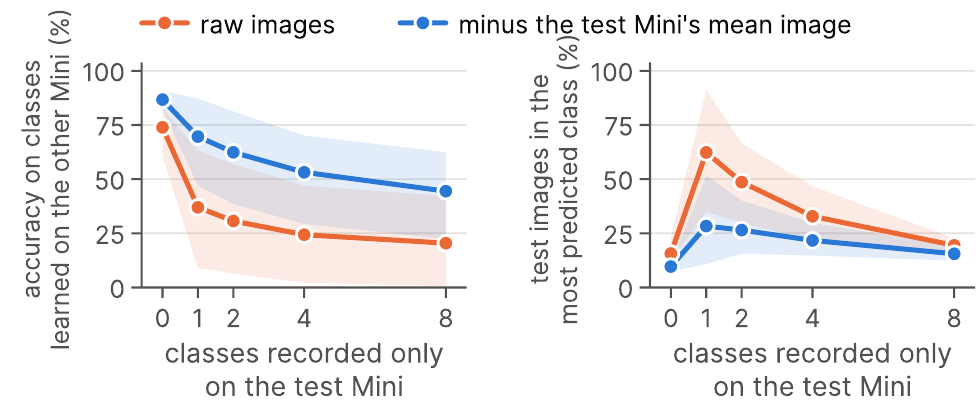 raw images
minus the test Mini's mean image
accuracy on classes
learned on the other Mini (%)
100
75
50
25
0
0 1 2 4 8
classes recorded only
on the test Mini
test images in the
most predicted class (%)
100
75
50
25
0
0 1 2 4 8
classes recorded only
on the test Mini